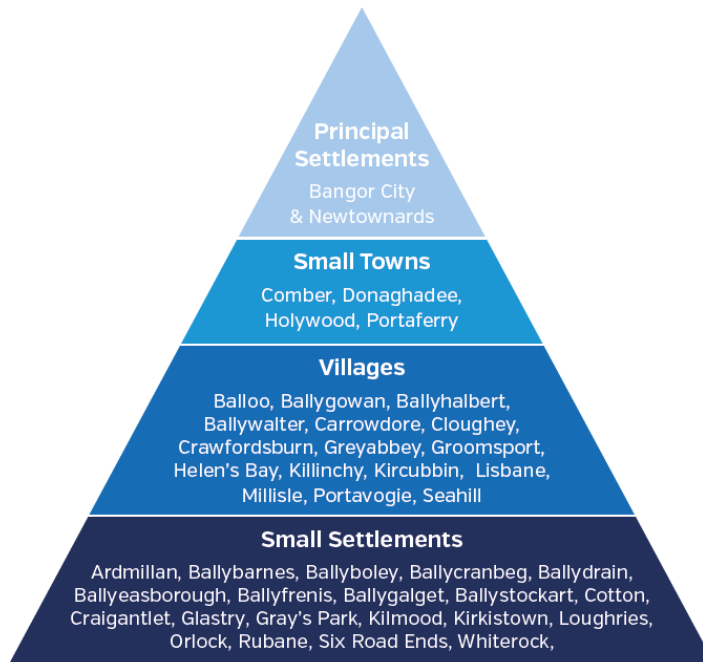 Principal
Settlements
Bangor City
& Newtownards
Small Towns
Comber, Donaghadee,
Holywood, Portaferry
Villages
Balloo, Ballygowan, Ballyhalbert,
Ballywalter, Carrowdore, Cloughey,
Crawfordsburn, Greyabbey, Groomsport,
Helen's Bay, Killinchy, Kircubbin, Lisbane,
Millisle, Portavogie, Seahill
Small Settlements
Ardmillan, Ballybarnes, Ballyboley, Ballycranbeg, Ballydrain,
Ballyeasborough, Ballyfrenis, Ballygalget, Ballystockart, Cotton,
Craigantlet, Glastry, Gray's Park, Kilmood, Kirkistown, Loughries,
Orlock, Rubane, Six Road Ends, Whiterock,